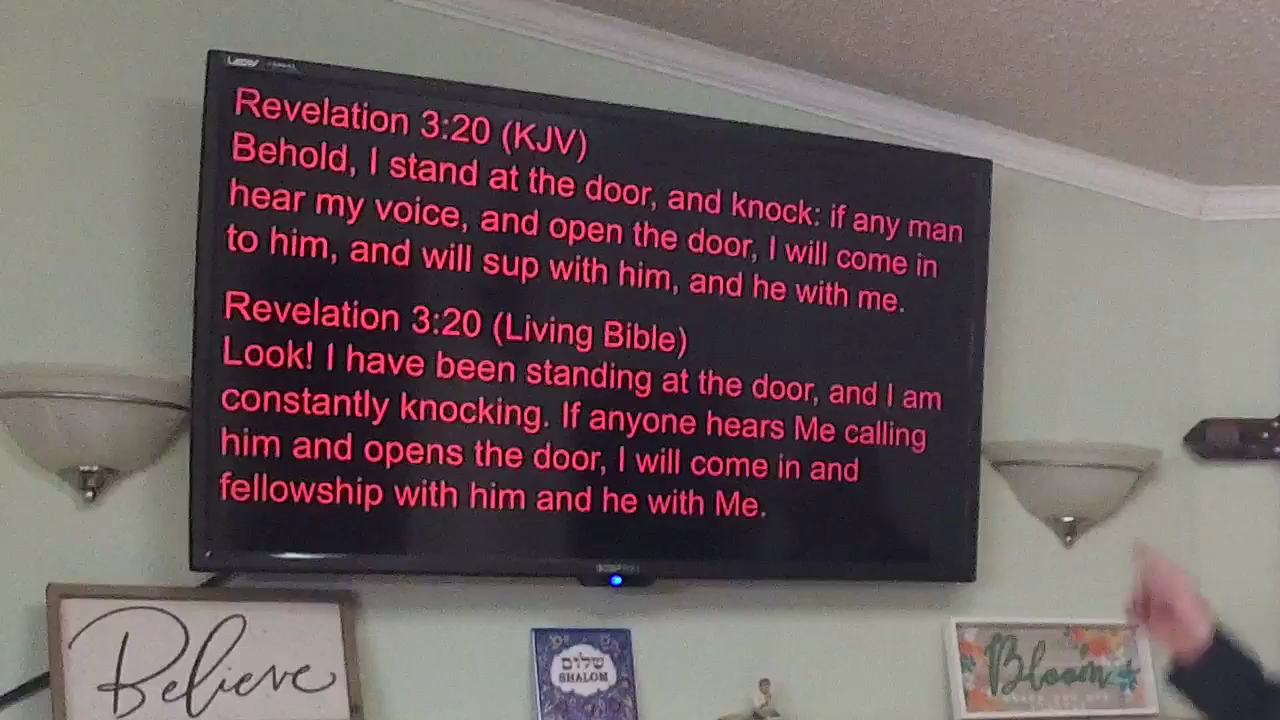 Revelation 3:20 (KJV)
Behold, I stand at the door, and knock: if any man
hear my voice, and open the door, I will come in
to him, and will sup with him, and he with me.
Revelation 3:20 (Living Bible)
Look! I have been standing at the door, and I am
constantly knocking. If anyone hears Me calling
him and opens the door, I will come in and
fellowship with him and he with Me.
Believe
שלום
SHALOM
Bloom